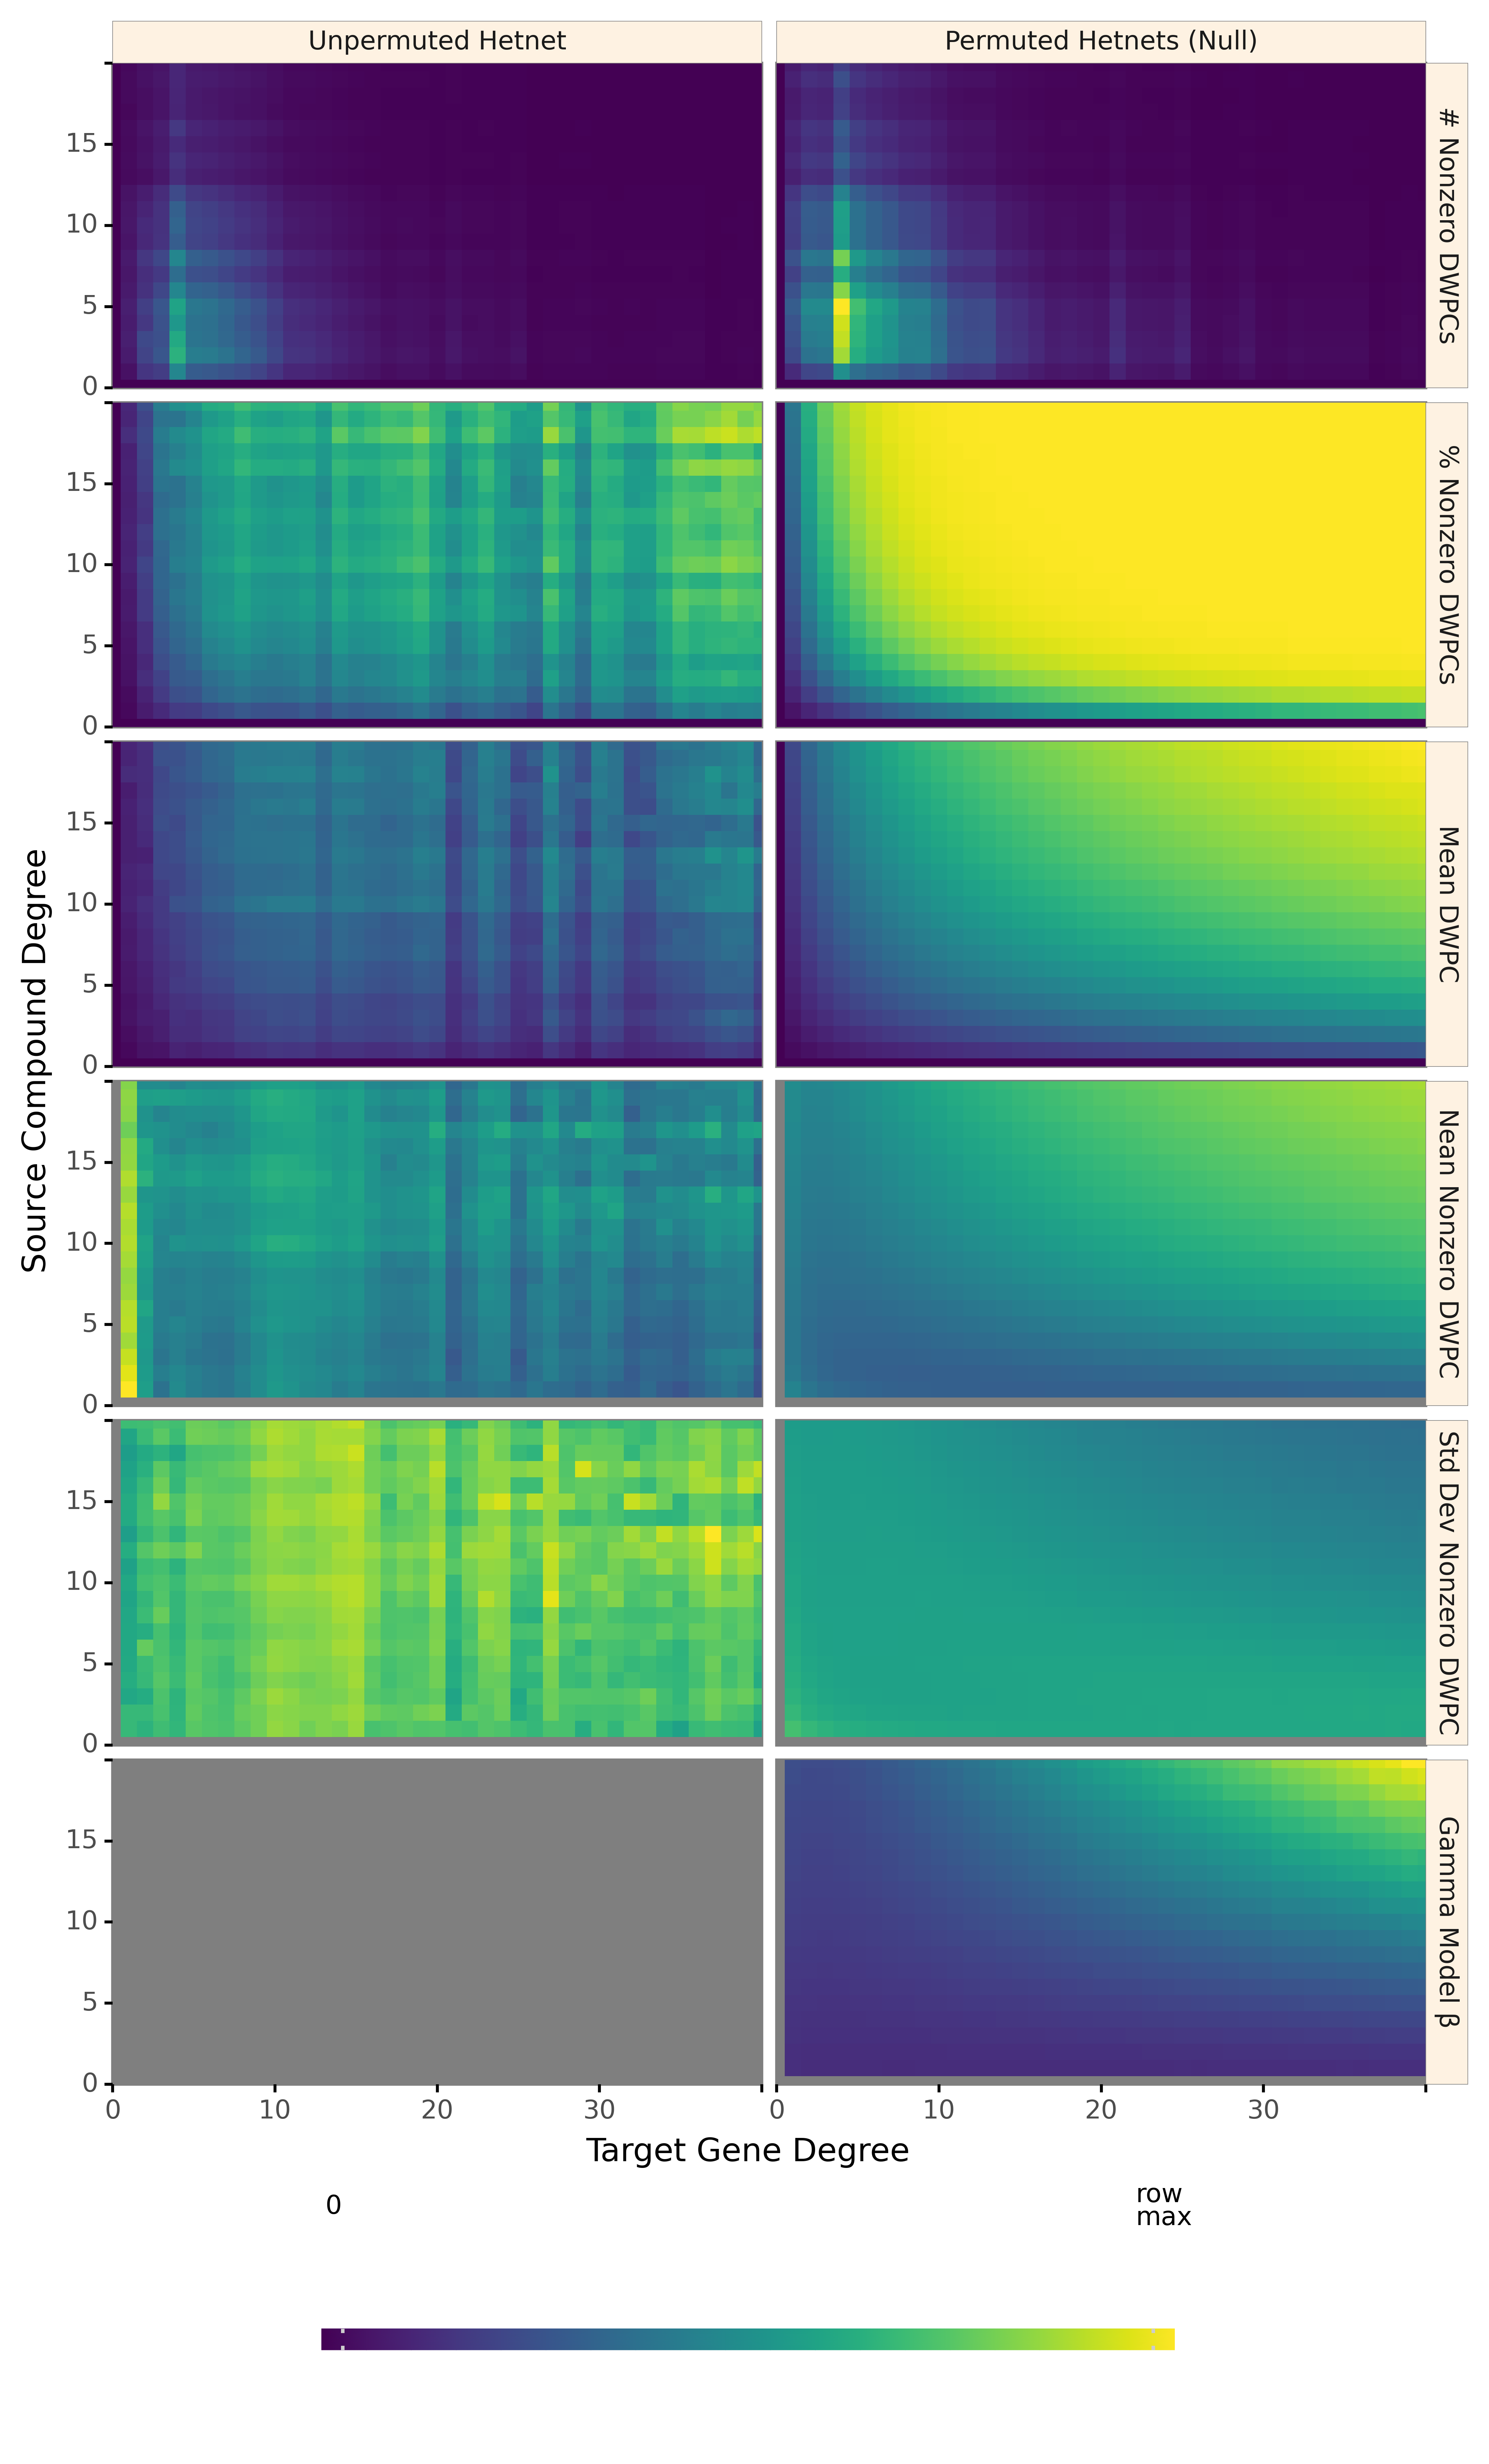 Unpermuted Hetnet
Permuted Hetnets (Null)
15
10
5
0
# Nonzero DWPCs
15
10
5
0
% Nonzero DWPCs
15
10
5
0
Mean DWPC
15
10
5
0
Nean Nonzero DWPC
15
10
5
0
Std Dev Nonzero DWPC
15
10
5
0
Gamma Model β
Source Compound Degree
0
10
20
30
0
10
20
30
Target Gene Degree
0
row
max